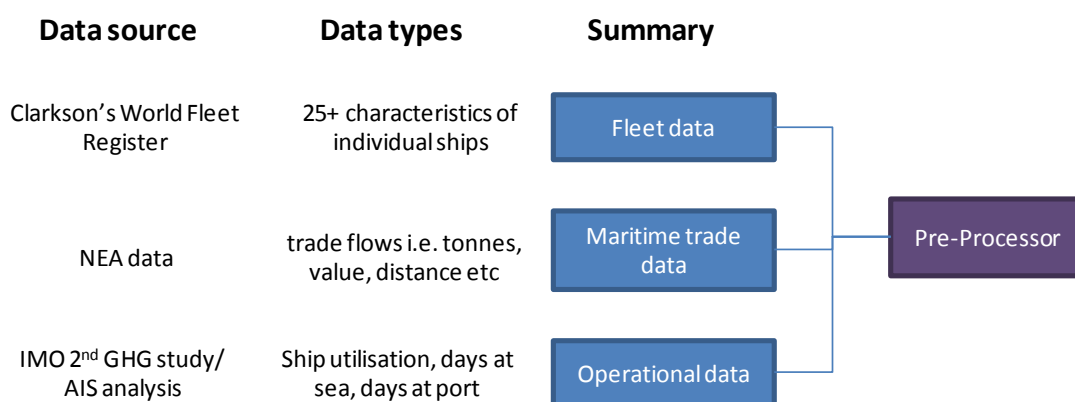 Data source
Data types
Summary
Clarkson's World Fleet
Register
25+ characteristics of
individual ships
Fleet data
NEA data
trade flows i.e. tonnes,
value, distance etc
Maritime trade
data
Pre-Processor
IMO 2nd GHG study/
AIS analysis
Ship utilisation, days at
sea, days at port
Operational data